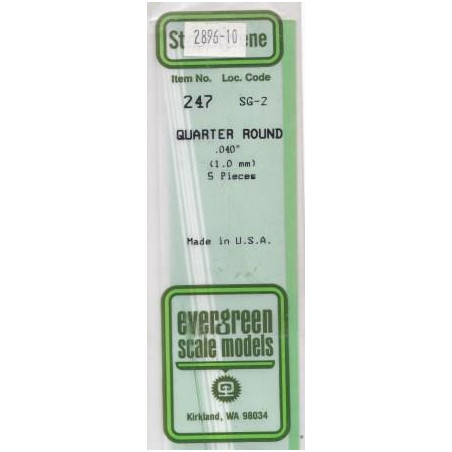 2896-10
Item No. Loc. Code
247 SG-2
QUARTER ROUND
.040"
(1.0 mm)
5 Pieces
Made in U.S.A.
evergreen
scale models
Kirkland, WA 98034